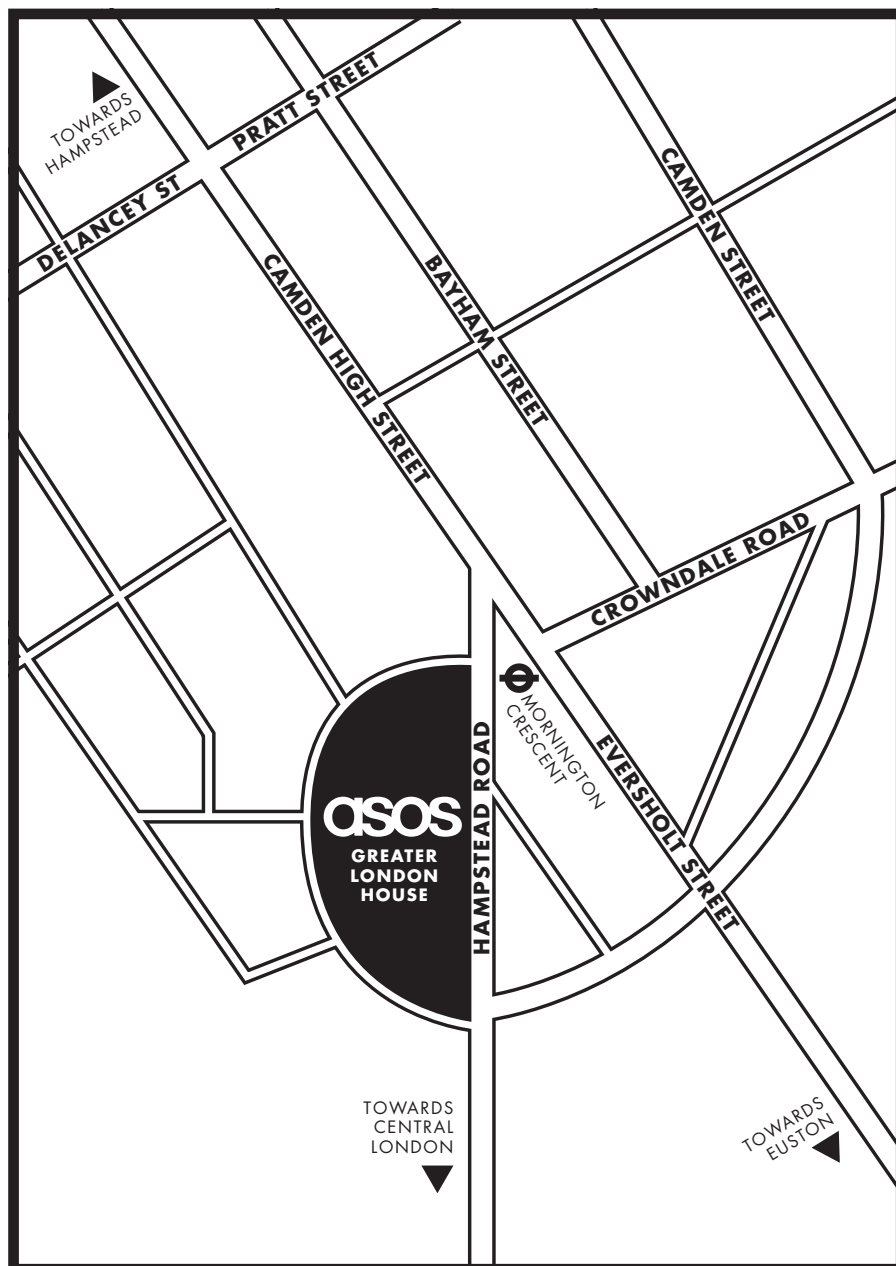 TOWARDS
HAMPSTEAD
PRATT STREET
DELANCEY ST
CAMDEN STREET
CAMDEN HIGH STREET
BAYHAM STREET
CROWNDALE ROAD
MORNINGTON
CRESCENT
HAMPSTEAD ROAD
EVERSHOLT STREET
asos
GREATER
LONDON
HOUSE
TOWARDS
CENTRAL
LONDON
TOWARDS
EUSTON